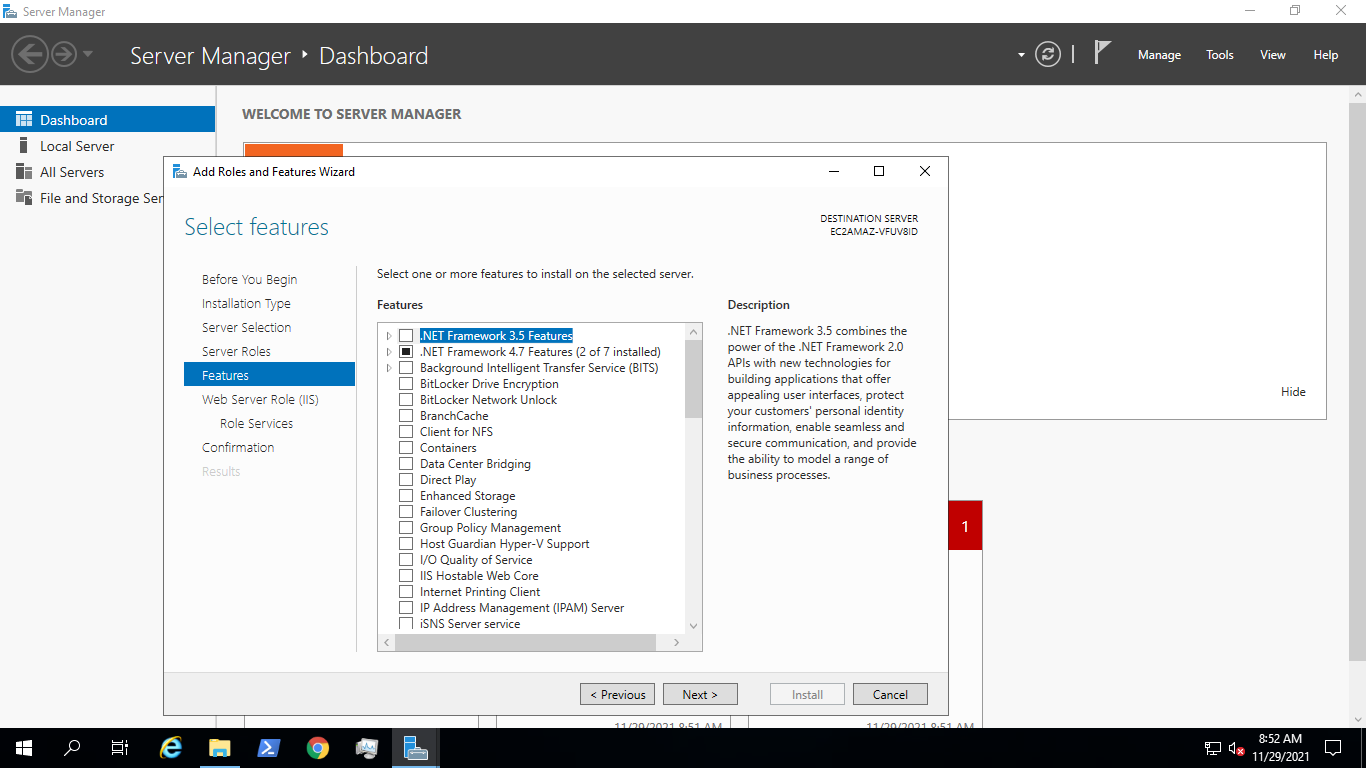 Server Manager
Server Manager
Dashboard
Manage
Tools
View
Help
Dashboard
Local Server
All Servers
File and Storage Ser
WELCOME TO SERVER MANAGER
Hide
Add Roles and Features Wizard
Select features
DESTINATION SERVER
EC2AMAZ-VFUV8ID
Before You Begin
Installation Type
Server Selection
Server Roles
Features
Web Server Role (IIS)
Role Services
Confirmation
Results
Select one or more features to install on the selected server.
Features
.NET Framework 3.5 Features
.NET Framework 4.7 Features (2 of 7 installed)
Background Intelligent Transfer Service (BITS)
BitLocker Drive Encryption
BitLocker Network Unlock
BranchCache
Client for NFS
Containers
Data Center Bridging
Direct Play
Enhanced Storage
Failover Clustering
Group Policy Management
Host Guardian Hyper-V Support
I/O Quality of Service
IIS Hostable Web Core
Internet Printing Client
IP Address Management (IPAM) Server
iSNS Server service
Description
.NET Framework 3.5 combines the
power of the .NET Framework 2.0
APIs with new technologies for
building applications that offer
appealing user interfaces, protect
your customers' personal identity
information, enable seamless and
secure communication, and provide
the ability to model a range of
business processes.
< Previous
Next >
Install
Cancel
1
11/29/2021 8:51 AM
11/29/2021 8:51 AM
8:52 AM
11/29/2021